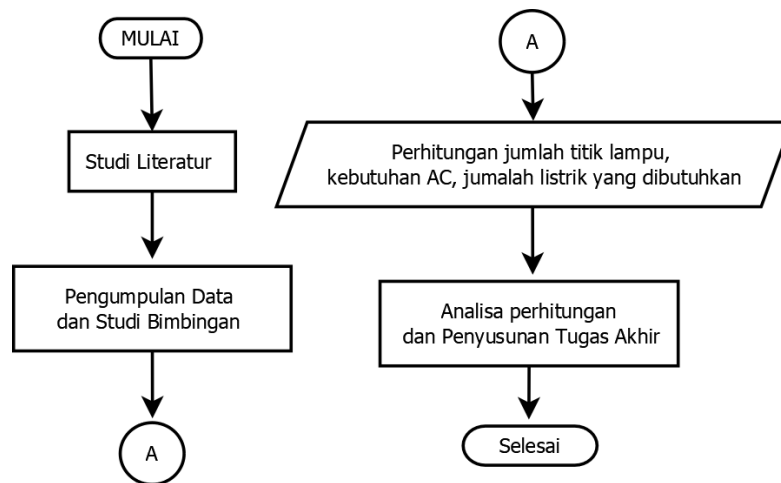 MULAI
Studi Literatur
Pengumpulan Data
dan Studi Bimbingan
A
A
Perhitungan jumlah titik lampu,
kebutuhan AC, jumalah listrik yang dibutuhkan
Analisa perhitungan
dan Penyusunan Tugas Akhir
Selesai